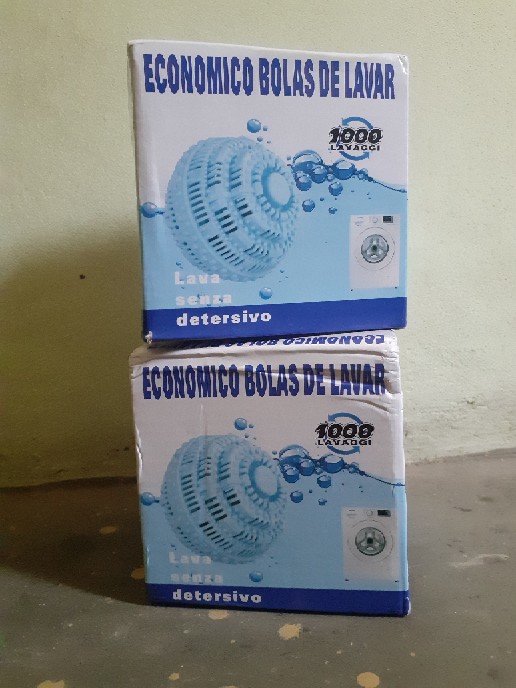 ECONOMICO BOLAS DE LAVAR
1000
LAVAGGI
Lava
senza
detersivo
ECONOMICO BOLAS DE LAVAR
1000
LAVAGGI
Lava
senza
detersivo